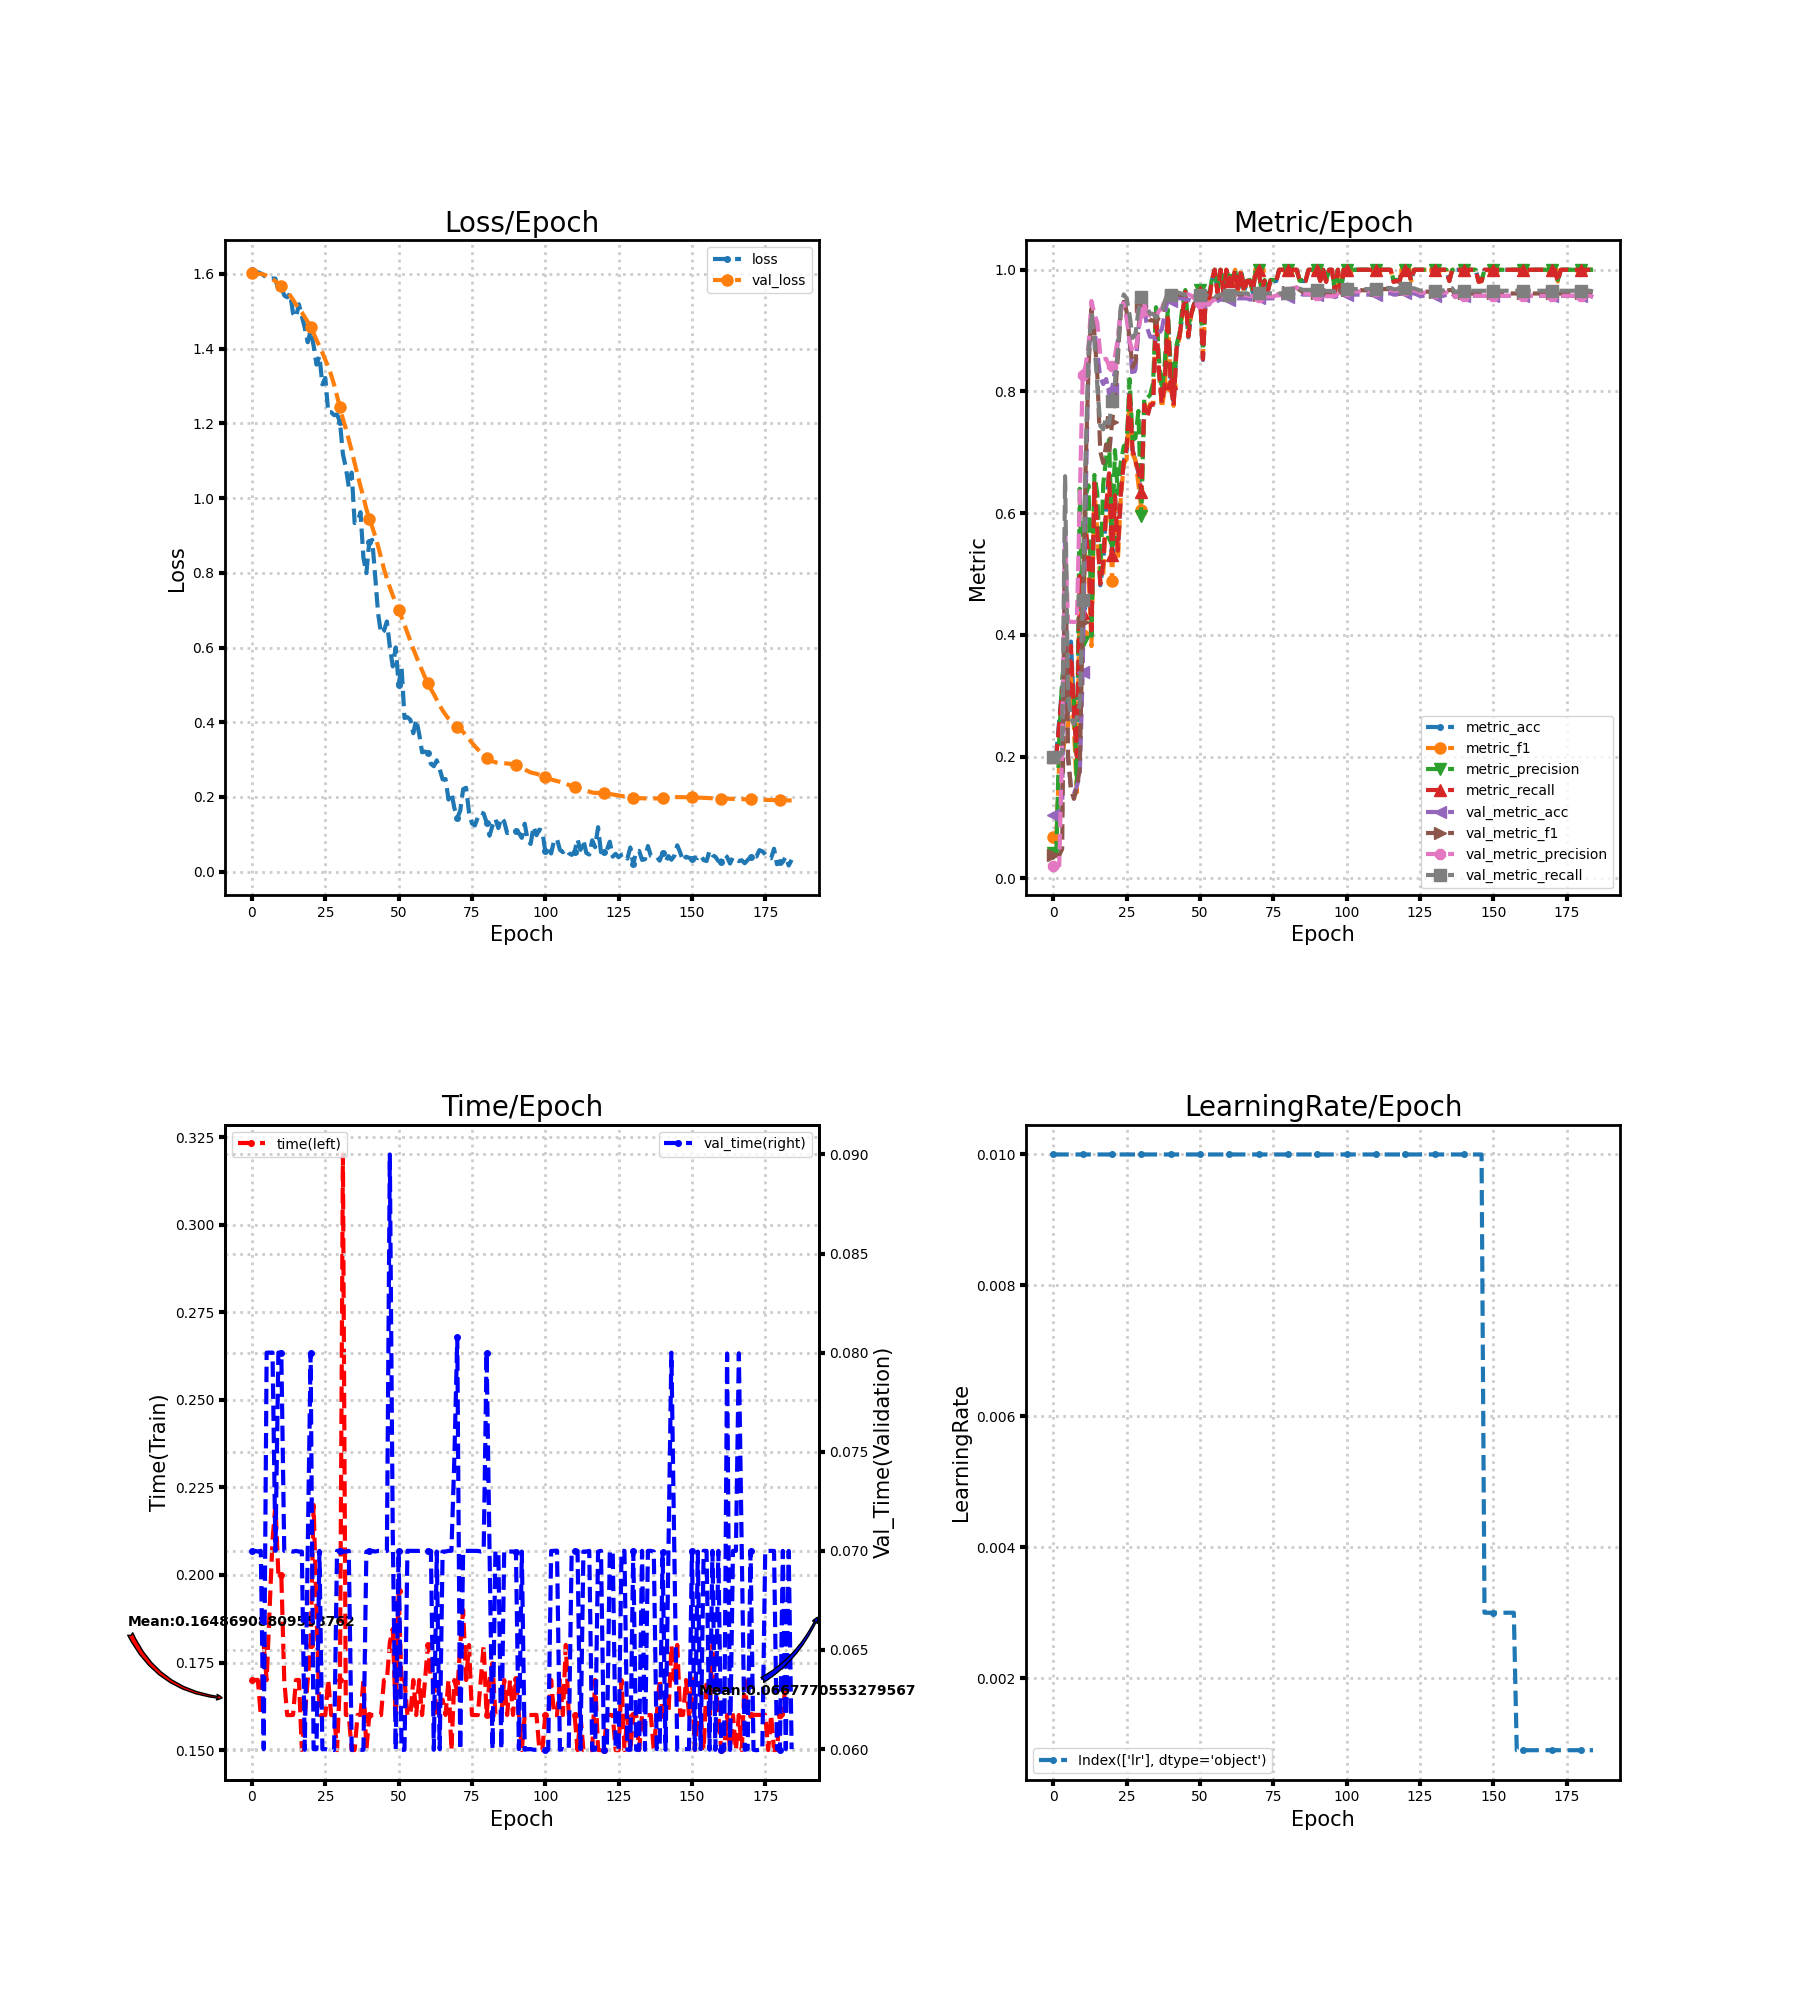 Loss/Epoch
loss
val_loss
1.6
1.4
1.2
1.0
0.8
0.6
0.4
0.2
0.0
Loss
0
25
50
75
100
125
150
175
Epoch
Metric/Epoch
1.0
0.8
0.6
0.4
0.2
0.0
Metric
metric_acc
metric_f1
metric_precision
metric_recall
val_metric_acc
val_metric_f1
val_metric_precision
val_metric_recall
0
25
50
75
100
125
150
175
Epoch
Time/Epoch
time(left)
val_time(right)
0.325
0.300
0.275
0.250
0.225
0.200
0.175
0.150
Time(Train)
0.090
0.085
0.080
0.075
0.070
0.065
0.060
Val_Time(Validation)
Mean:0.0667770553279567
0
25
50
75
100
125
150
175
Epoch
LearningRate/Epoch
0.010
0.008
0.006
0.004
0.002
LearningRate
Index(['lr'], dtype='object')
0
25
50
75
100
125
150
175
Epoch